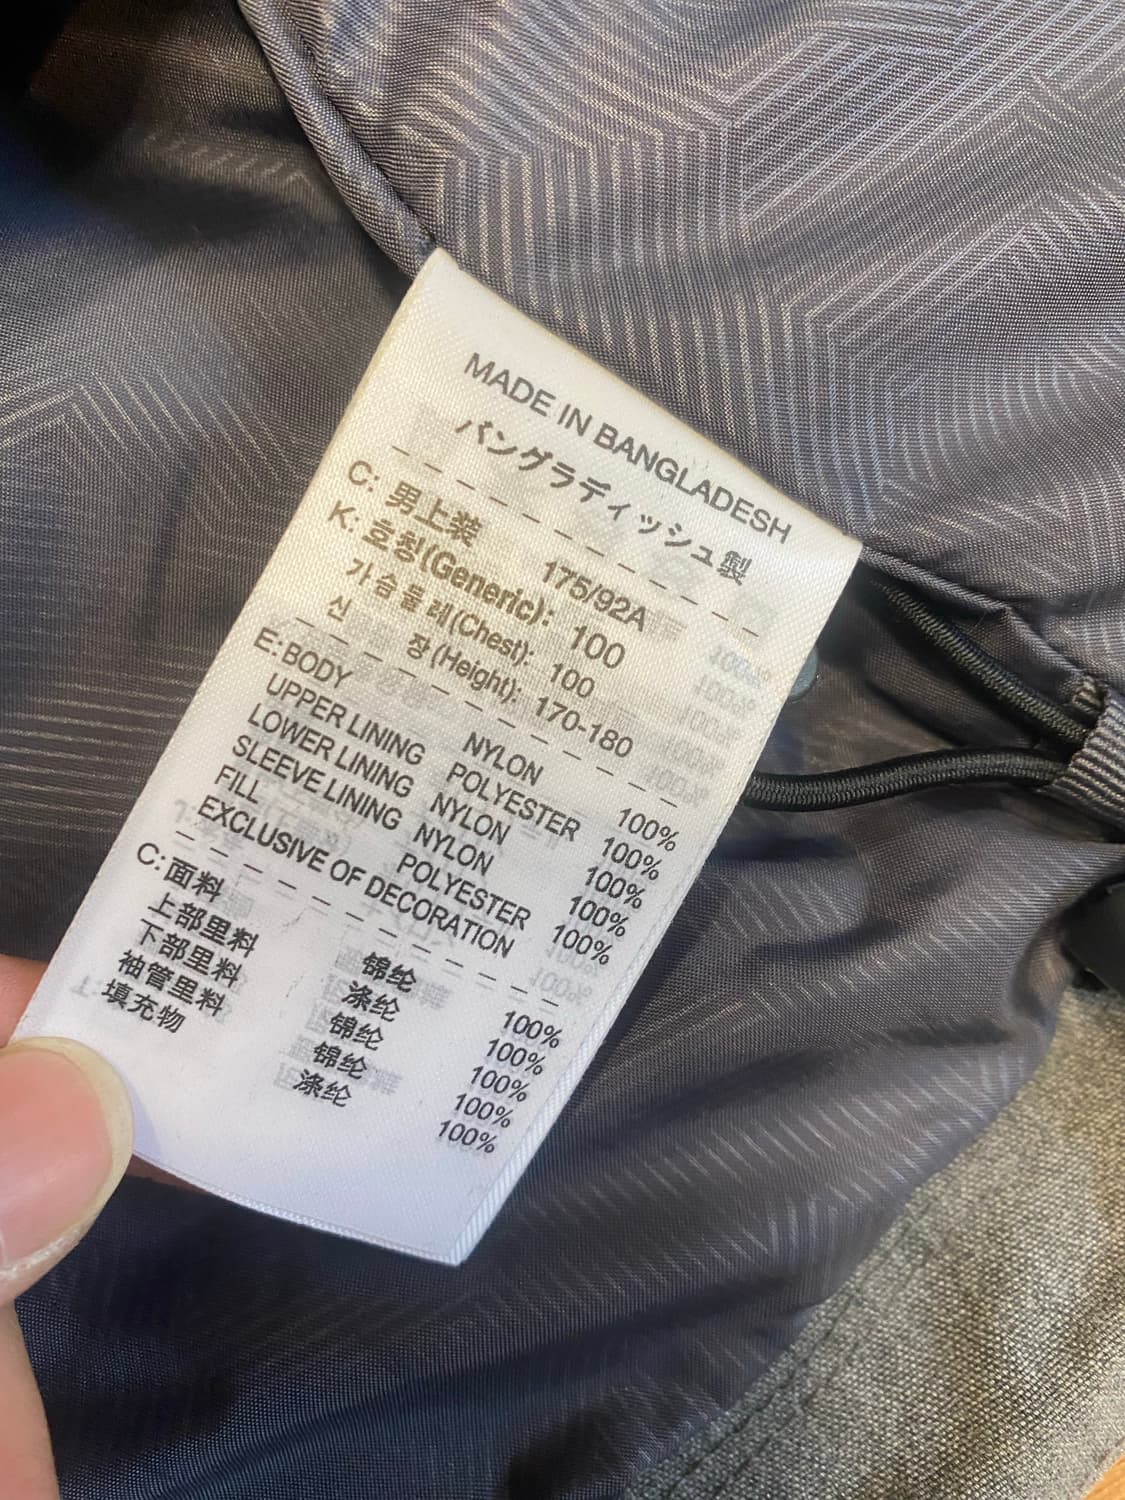 MADE IN BANGLADESH
バングラディッシュ製
C: 男上装 175/92A
K: 호칭(Generic): 100
가슴둘레(Chest): 100
신 장(Height): 170-180
E: BODY NYLON 100%
UPPER LINING POLYESTER 100%
LOWER LINING NYLON 100%
SLEEVE LINING NYLON 100%
FILL POLYESTER 100%
EXCLUSIVE OF DECORATION
C: 面料 锦纶 100%
上部里料 涤纶 100%
下部里料 锦纶 100%
袖管里料 锦纶 100%
填充物 涤纶 100%